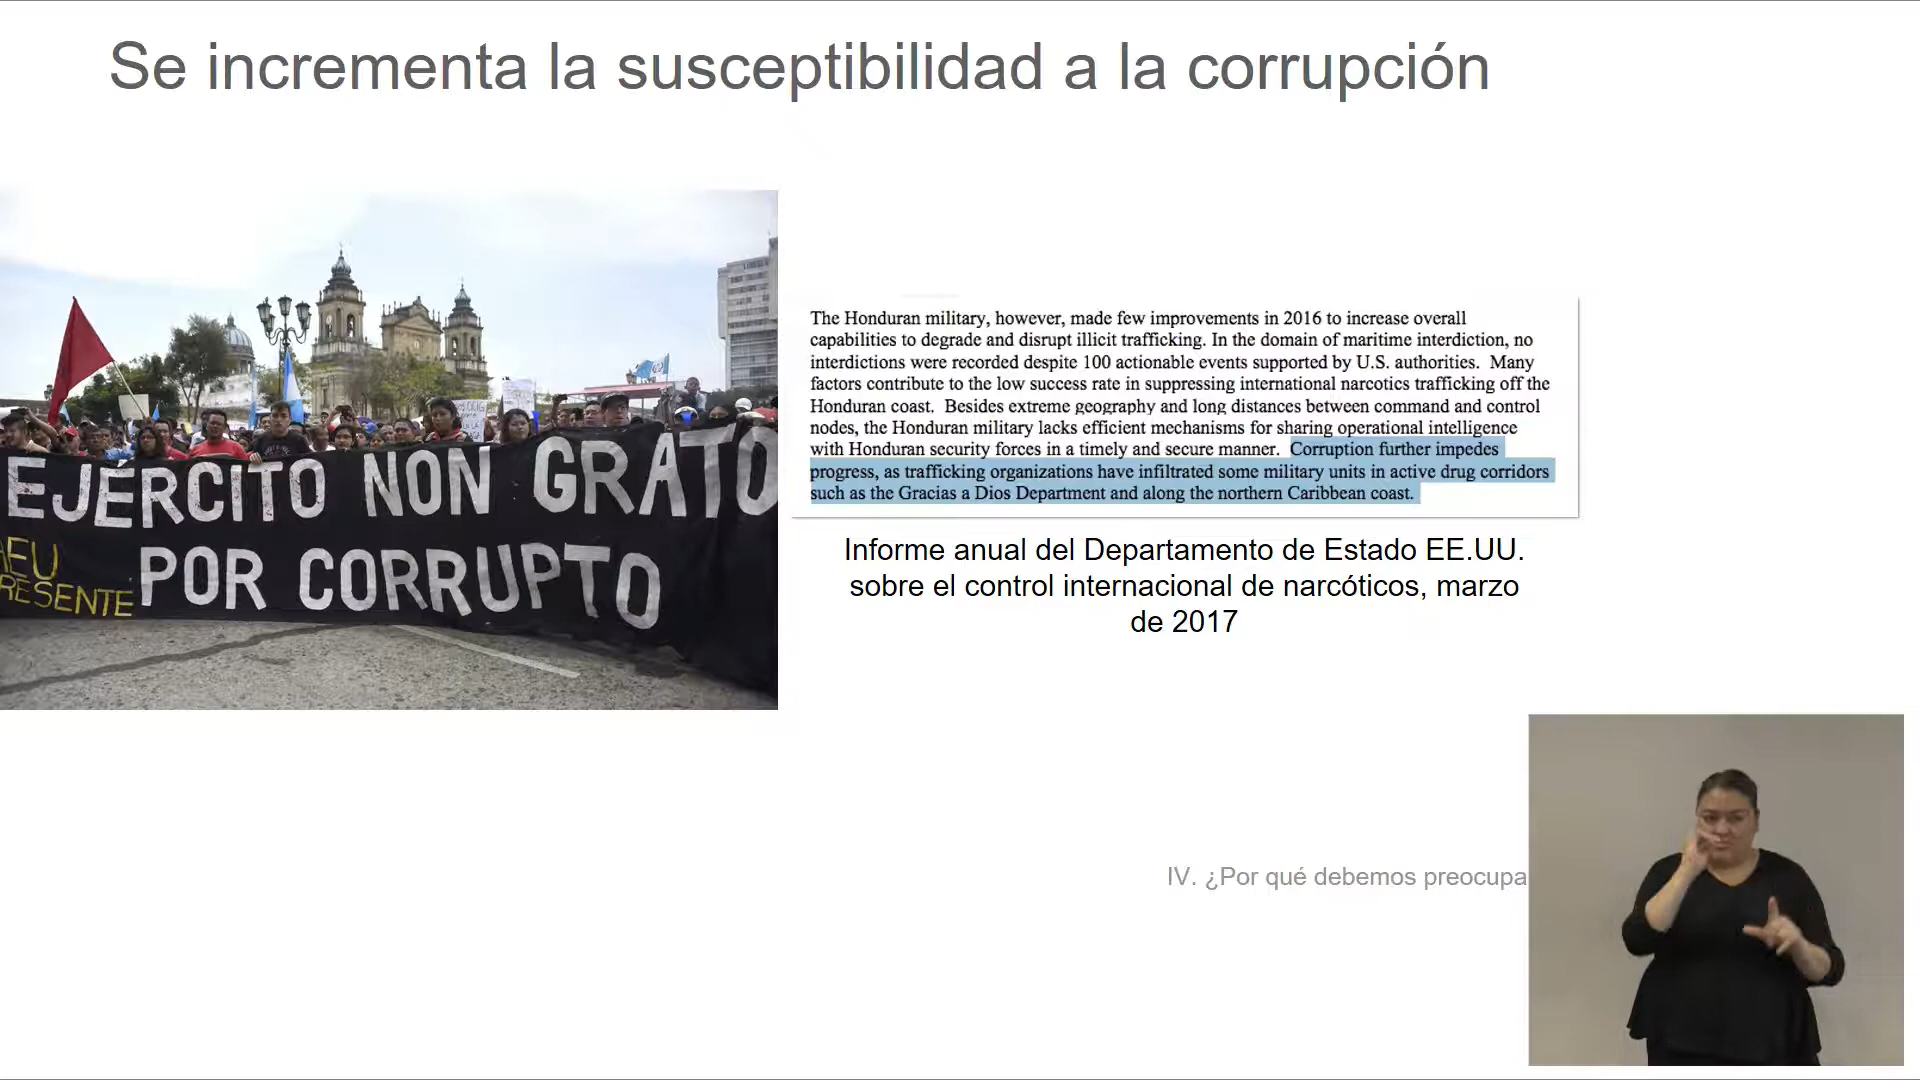 Se incrementa la susceptibilidad a la corrupción
EJÉRCITO NON GRATO
POR CORRUPTO
AEU
PRESENTE
The Honduran military, however, made few improvements in 2016 to increase overall
capabilities to degrade and disrupt illicit trafficking. In the domain of maritime interdiction, no
interdictions were recorded despite 100 actionable events supported by U.S. authorities. Many
factors contribute to the low success rate in suppressing international narcotics trafficking off the
Honduran coast. Besides extreme geography and long distances between command and control
nodes, the Honduran military lacks efficient mechanisms for sharing operational intelligence
with Honduran security forces in a timely and secure manner. Corruption further impedes
progress, as trafficking organizations have infiltrated some military units in active drug corridors
such as the Gracias a Dios Department and along the northern Caribbean coast.
Informe anual del Departamento de Estado EE.UU.
sobre el control internacional de narcóticos, marzo
de 2017
IV. ¿Por qué debemos preocupa